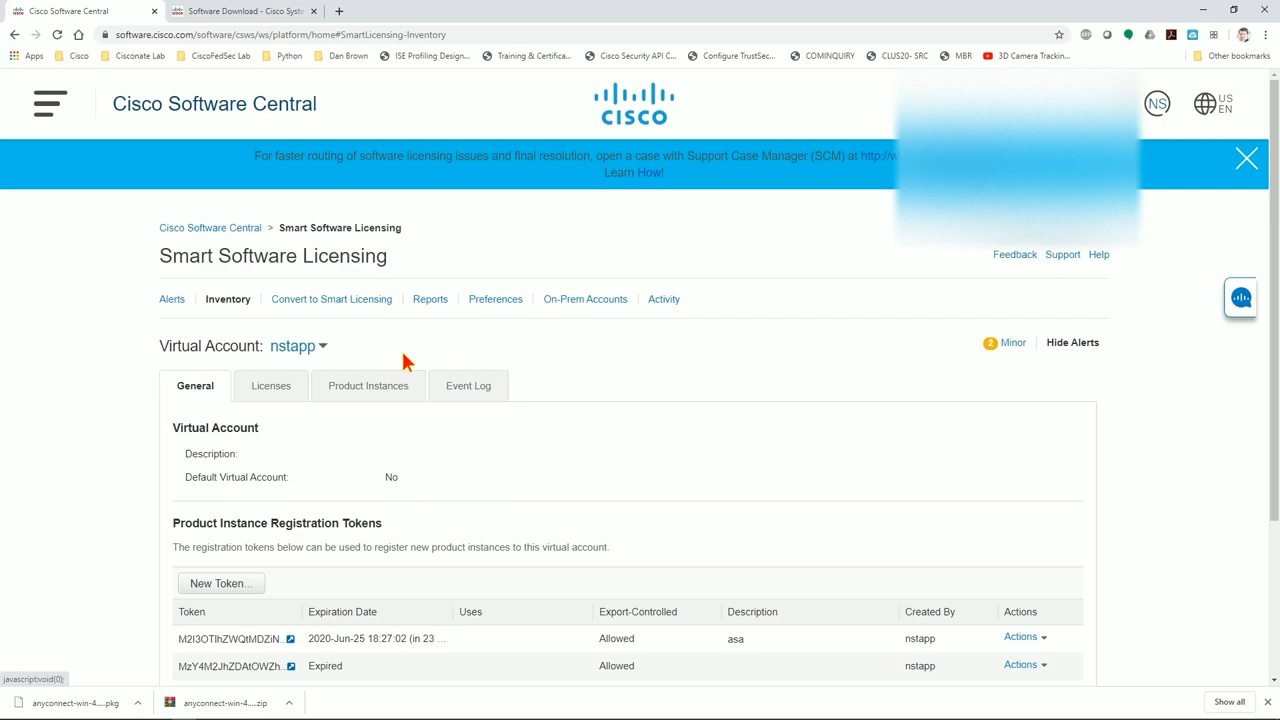 Cisco Software Central
Software Download - Cisco Syste
software.cisco.com/software/csws/ws/platform/home#SmartLicensing-Inventory
Apps Cisco Cisconate Lab CiscoFedSec Lab Python Dan Brown ISE Profiling Design... Training & Certifica... Cisco Security API C... Configure TrustSec... COMINQUIRY CLUS20- SRC MBR 3D Camera Trackin... Other bookmarks
Cisco Software Central
CISCO
NS
US
EN
For faster routing of software licensing issues and final resolution, open a case with Support Case Manager (SCM) at http://w
Learn How!
Cisco Software Central > Smart Software Licensing
Smart Software Licensing
Feedback Support Help
Alerts Inventory Convert to Smart Licensing Reports Preferences On-Prem Accounts Activity
Virtual Account: nstapp
2 Minor Hide Alerts
General Licenses Product Instances Event Log
Virtual Account
Description:
Default Virtual Account: No
Product Instance Registration Tokens
The registration tokens below can be used to register new product instances to this virtual account.
New Token...
Token Expiration Date Uses Export-Controlled Description Created By Actions
M2I3OTlhZWQtMDZiN... 2020-Jun-25 18:27:02 (in 23 ... Allowed asa nstapp Actions
MzY4M2JhZDAtOWZh... Expired Allowed nstapp Actions
javascript:void(0);
anyconnect-win-4.....pkg anyconnect-win-4.....zip Show all